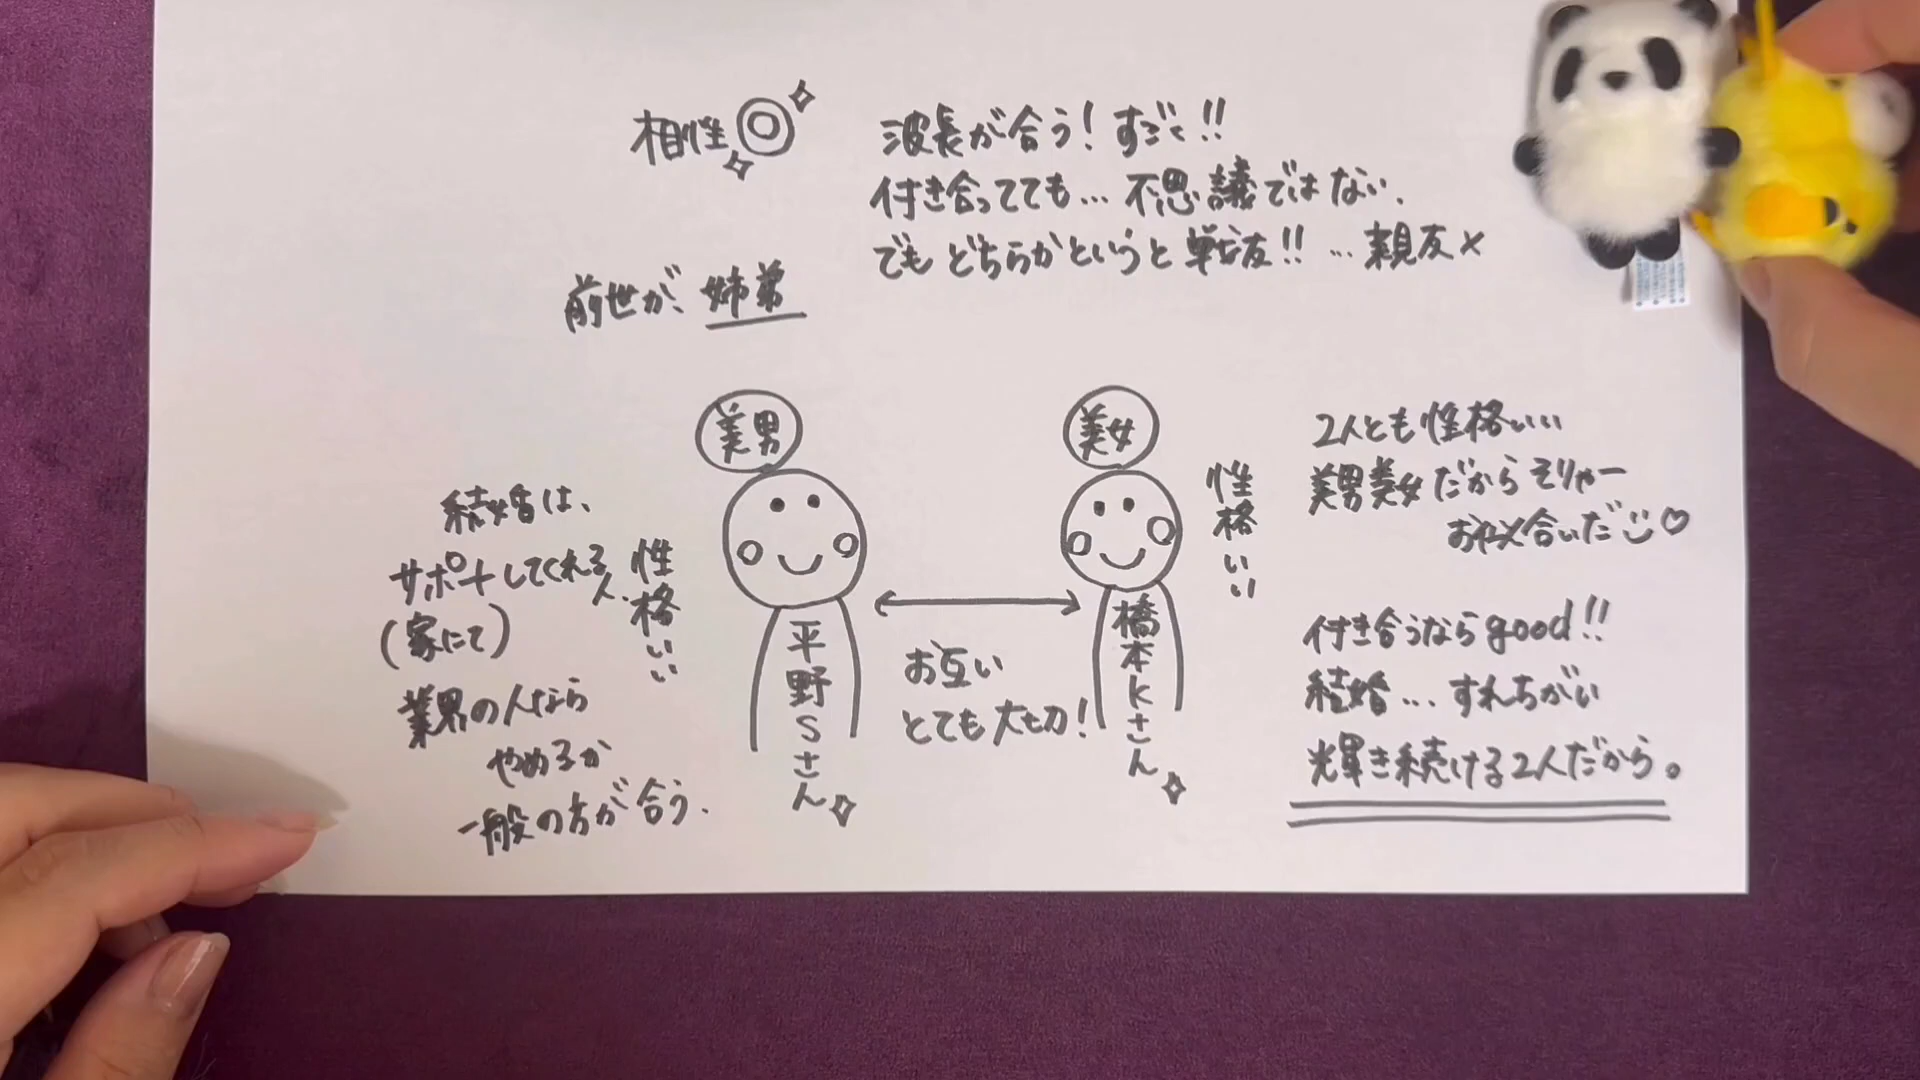 相性◎
波長が合う!すごく!!
付き合ってても…不思議ではない.
でもどちらかというと戦友!!…親友×
前世が、姉弟
美男
美女
結婚は、
サポートしてくれる人.
(家にて)
業界の人なら
やめるか
一般の方が合う.
性格いい
平野Sさん
お互い
とても大切!
橋本Kさん
性格いい
2人とも性格いい
美男美女だからそりゃー
お似合いだ♡
付き合うならgood!!
結婚…すれちがい
輝き続ける2人だから。